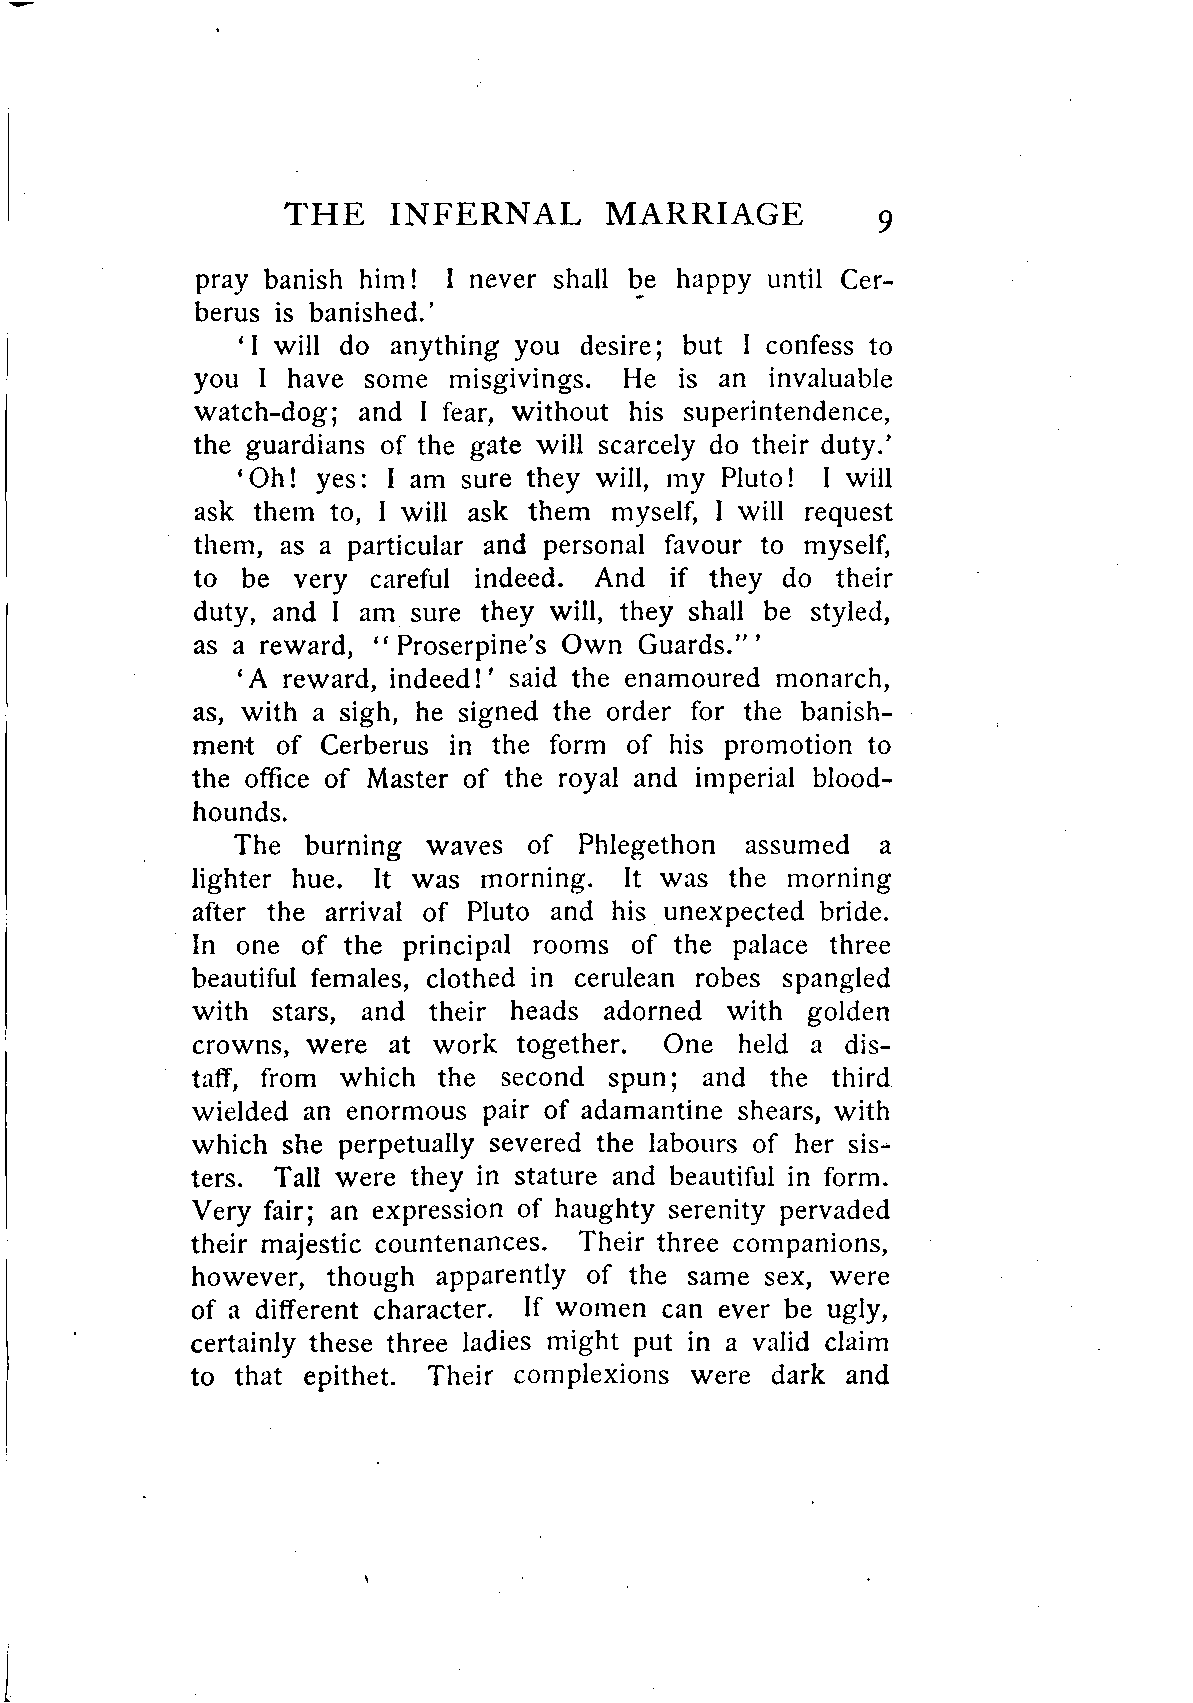 THE INFERNAL MARRIAGE 9
pray banish him! I never shall be happy until Cer-
berus is banished.'
'I will do anything you desire; but I confess to
you I have some misgivings. He is an invaluable
watch-dog; and I fear, without his superintendence,
the guardians of the gate will scarcely do their duty.'
'Oh! yes: I am sure they will, my Pluto! I will
ask them to, I will ask them myself, I will request
them, as a particular and personal favour to myself,
to be very careful indeed. And if they do their
duty, and I am sure they will, they shall be styled,
as a reward, "Proserpine's Own Guards."'
'A reward, indeed!' said the enamoured monarch,
as, with a sigh, he signed the order for the banish-
ment of Cerberus in the form of his promotion to
the office of Master of the royal and imperial blood-
hounds.
The burning waves of Phlegethon assumed a
lighter hue. It was morning. It was the morning
after the arrival of Pluto and his unexpected bride.
In one of the principal rooms of the palace three
beautiful females, clothed in cerulean robes spangled
with stars, and their heads adorned with golden
crowns, were at work together. One held a dis-
taff, from which the second spun; and the third
wielded an enormous pair of adamantine shears, with
which she perpetually severed the labours of her sis-
ters. Tall were they in stature and beautiful in form.
Very fair; an expression of haughty serenity pervaded
their majestic countenances. Their three companions,
however, though apparently of the same sex, were
of a different character. If women can ever be ugly,
certainly these three ladies might put in a valid claim
to that epithet. Their complexions were dark and